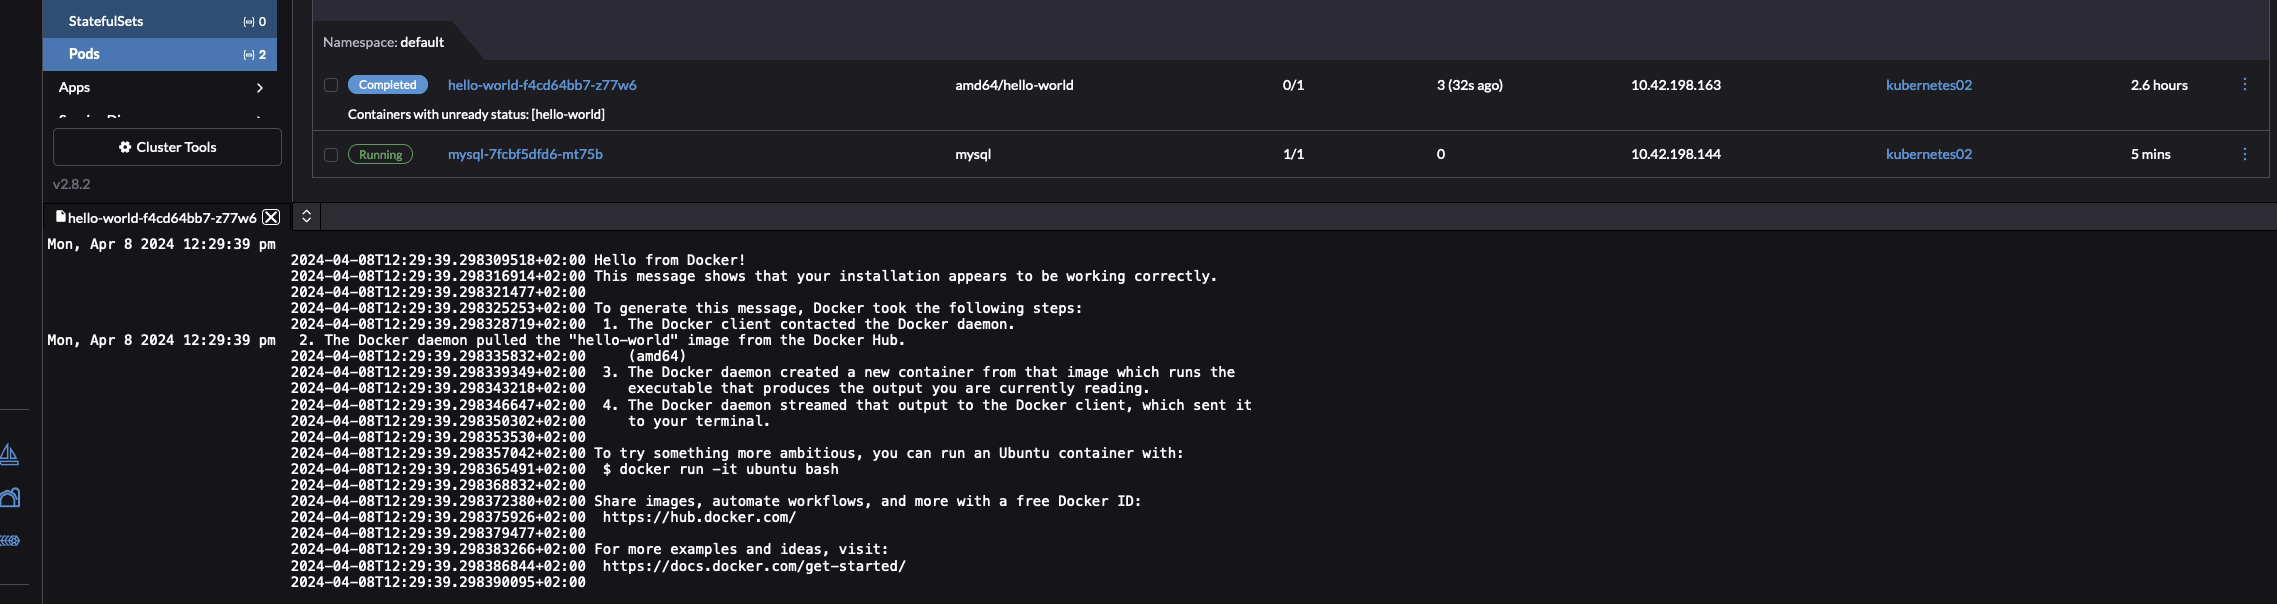 StatefulSets 0
Pods 2
Apps
Cluster Tools
v2.8.2
Namespace: default
Completed hello-world-f4cd64bb7-z77w6 amd64/hello-world 0/1 3 (32s ago) 10.42.198.163 kubernetes02 2.6 hours
Containers with unready status: [hello-world]
Running mysql-7fcbf5dfd6-mt75b mysql 1/1 0 10.42.198.144 kubernetes02 5 mins
hello-world-f4cd64bb7-z77w6
Mon, Apr 8 2024 12:29:39 pm
2024-04-08T12:29:39.298309518+02:00 Hello from Docker!
2024-04-08T12:29:39.298316914+02:00 This message shows that your installation appears to be working correctly.
2024-04-08T12:29:39.298321477+02:00
2024-04-08T12:29:39.298325253+02:00 To generate this message, Docker took the following steps:
2024-04-08T12:29:39.298328719+02:00  1. The Docker client contacted the Docker daemon.
Mon, Apr 8 2024 12:29:39 pm  2. The Docker daemon pulled the "hello-world" image from the Docker Hub.
2024-04-08T12:29:39.298335832+02:00     (amd64)
2024-04-08T12:29:39.298339349+02:00  3. The Docker daemon created a new container from that image which runs the
2024-04-08T12:29:39.298343218+02:00     executable that produces the output you are currently reading.
2024-04-08T12:29:39.298346647+02:00  4. The Docker daemon streamed that output to the Docker client, which sent it
2024-04-08T12:29:39.298350302+02:00     to your terminal.
2024-04-08T12:29:39.298353530+02:00
2024-04-08T12:29:39.298357042+02:00 To try something more ambitious, you can run an Ubuntu container with:
2024-04-08T12:29:39.298365491+02:00  $ docker run -it ubuntu bash
2024-04-08T12:29:39.298368832+02:00
2024-04-08T12:29:39.298372380+02:00 Share images, automate workflows, and more with a free Docker ID:
2024-04-08T12:29:39.298375926+02:00  https://hub.docker.com/
2024-04-08T12:29:39.298379477+02:00
2024-04-08T12:29:39.298383266+02:00 For more examples and ideas, visit:
2024-04-08T12:29:39.298386844+02:00  https://docs.docker.com/get-started/
2024-04-08T12:29:39.298390095+02:00